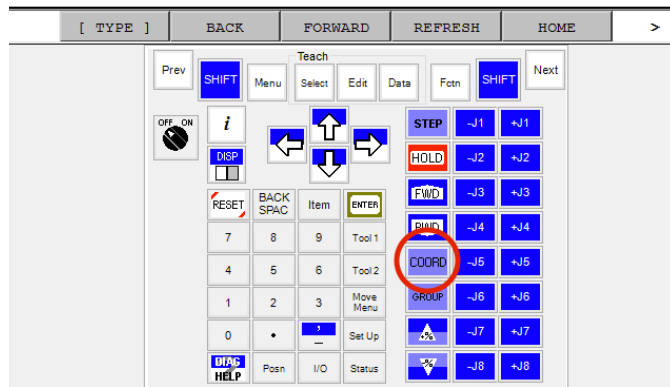 [ TYPE ] BACK FORWARD REFRESH HOME >
Teach
Prev SHIFT Menu Select Edit Data Fctn SHIFT Next
OFF ON i STEP -J1 +J1
DISP HOLD -J2 +J2
RESET BACK SPAC Item ENTER FWD -J3 +J3
7 8 9 Tool 1 BWD -J4 +J4
4 5 6 Tool 2 COORD -J5 +J5
1 2 3 Move Menu GROUP -J6 +J6
0 . , _ Set Up +% -J7 +J7
DIAG HELP Posn I/O Status -% -J8 +J8